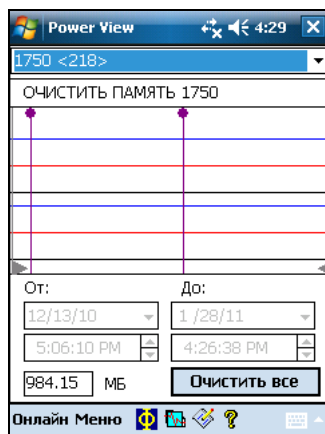 Power View 4:29
1750 <218>
ОЧИСТИТЬ ПАМЯТЬ 1750
От: До:
12/13/10 1 /28/11
5:06:10 PM 4:26:38 PM
984.15 МБ Очистить все
Онлайн Меню